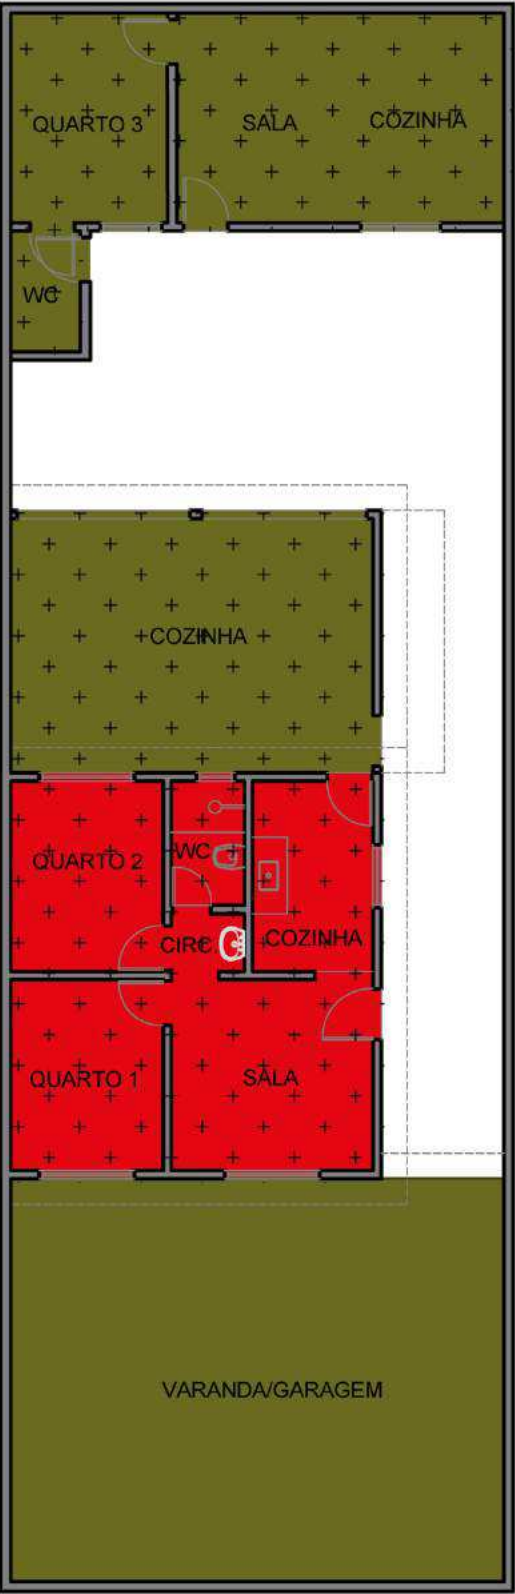 QUARTO 3
SALA
COZINHA
WC
COZINHA
QUARTO 2
WC
CIRC.
COZINHA
QUARTO 1
SALA
VARANDA/GARAGEM